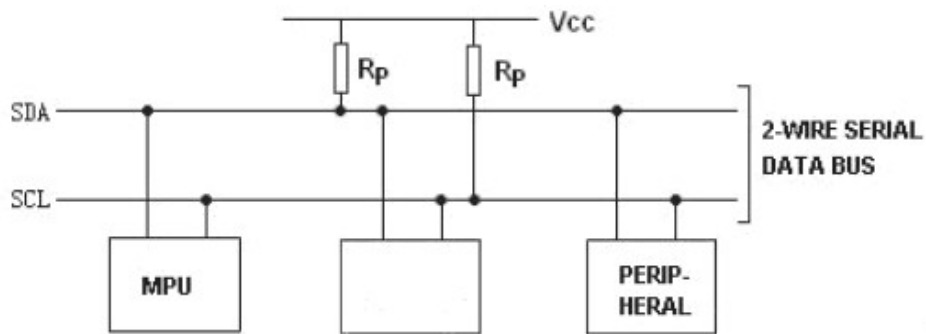 Vcc
RP
RP
SDA
2-WIRE SERIAL
DATA BUS
SCL
MPU
PERIP-
HERAL